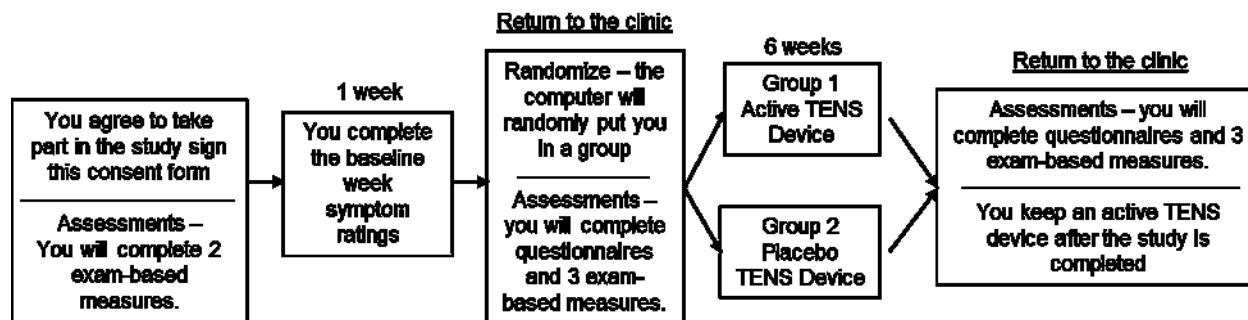 You agree to take
part in the study sign
this consent form
Assessments –
You will complete 2
exam-based
measures.
1 week
You complete
the baseline
week
symptom
ratings
Return to the clinic
Randomize – the
computer will
randomly put you
in a group
Assessments –
you will complete
questionnaires
and 3 exam-
based measures.
6 weeks
Group 1
Active TENS
Device
Group 2
Placebo
TENS Device
Return to the clinic
Assessments – you will
complete questionnaires and 3
exam-based measures.
You keep an active TENS
device after the study is
completed